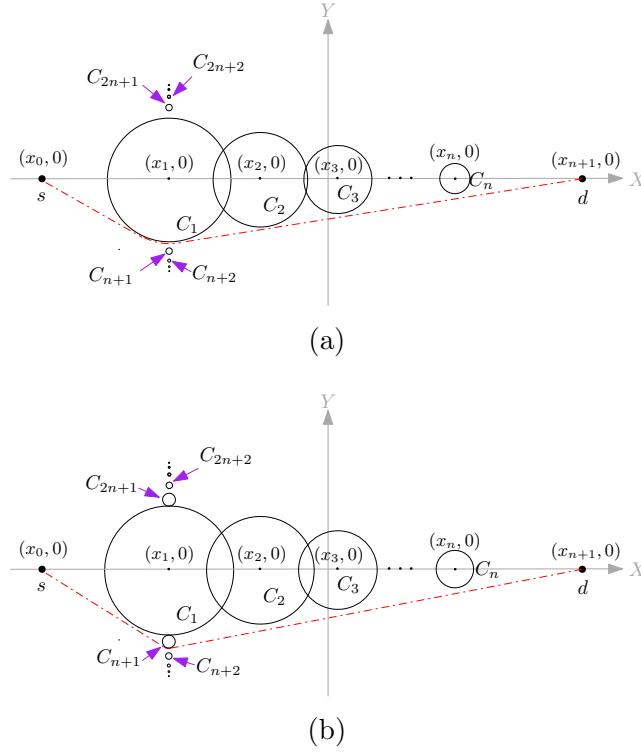 Y
C_{2n+2}
C_{2n+1}
(x_0, 0) (x_1, 0) (x_2, 0) (x_3, 0) (x_n, 0) (x_{n+1}, 0)
X
s C_1 C_2 C_3 · · · C_n d
C_{n+1} C_{n+2}
(a)
Y
C_{2n+2}
C_{2n+1}
(x_0, 0) (x_1, 0) (x_2, 0) (x_3, 0) (x_n, 0) (x_{n+1}, 0)
X
s C_1 C_2 C_3 · · · C_n d
C_{n+1} C_{n+2}
(b)